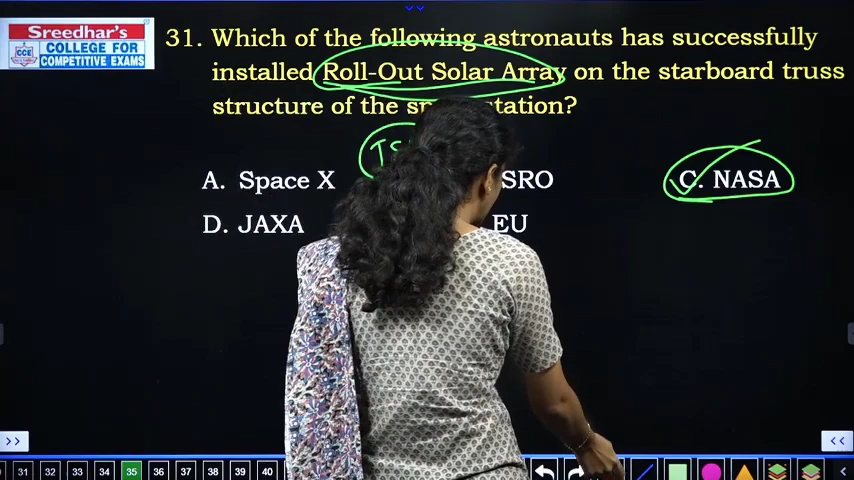 Sreedhar's
CCE
COLLEGE FOR
COMPETITIVE EXAMS
31. Which of the following astronauts has successfully
installed Roll-Out Solar Array on the starboard truss
structure of the station?
A. Space X SRO C. NASA
D. JAXA EU
>> <<
31 32 33 34 35 36 37 38 39 40